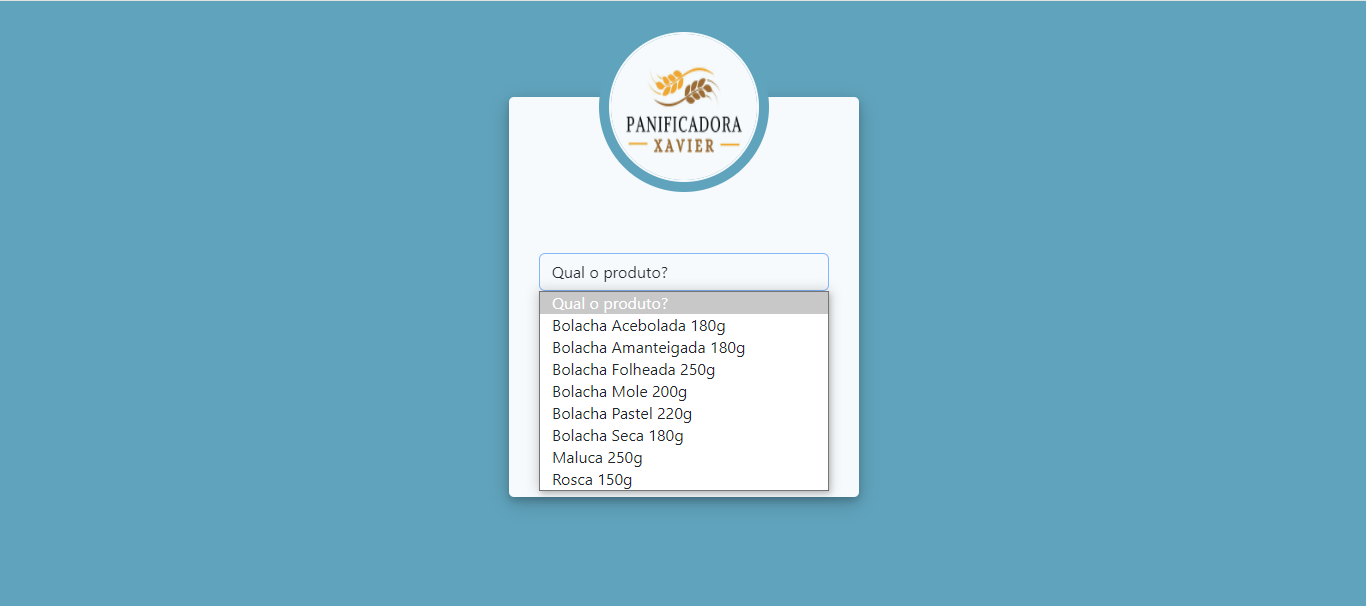 PANIFICADORA
XAVIER
Qual o produto?
Qual o produto?
Bolacha Acebolada 180g
Bolacha Amanteigada 180g
Bolacha Folheada 250g
Bolacha Mole 200g
Bolacha Pastel 220g
Bolacha Seca 180g
Maluca 250g
Rosca 150g